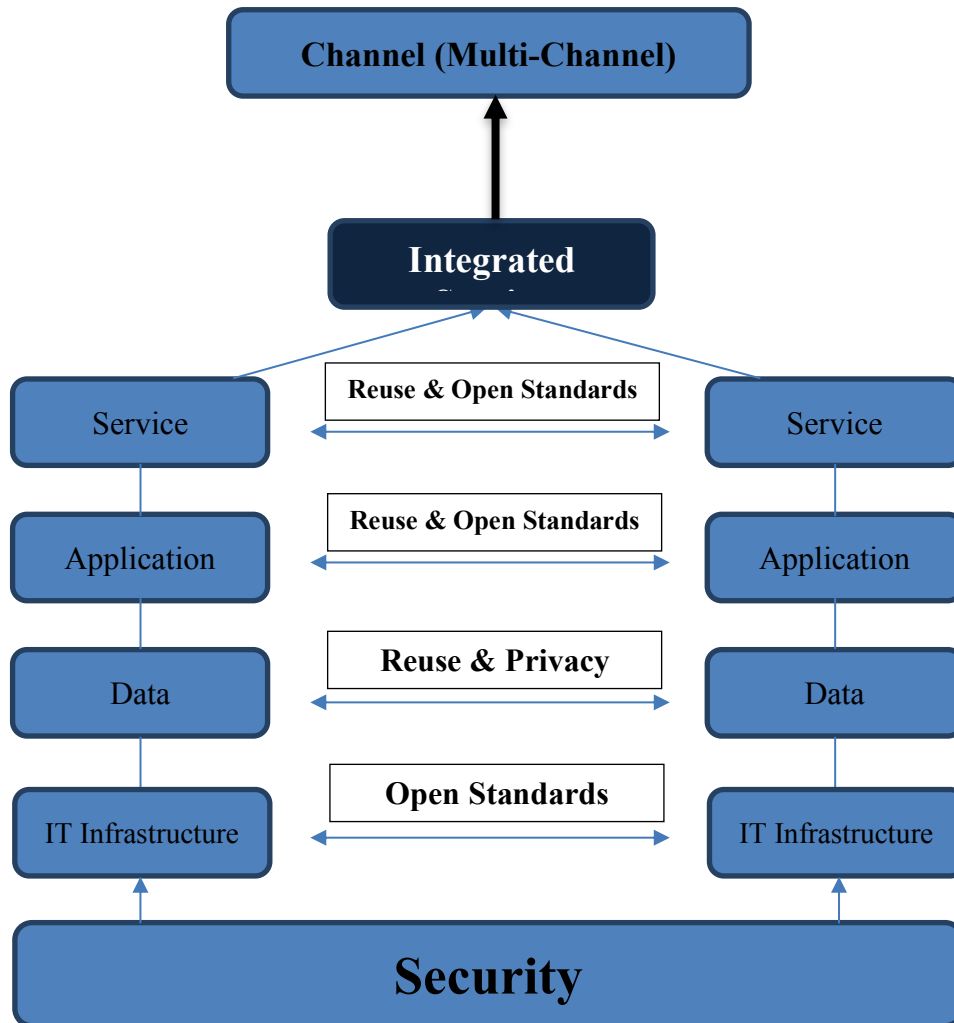 Channel (Multi-Channel)
Integrated
Reuse & Open Standards
Service
Service
Reuse & Open Standards
Application
Application
Reuse & Privacy
Data
Data
Open Standards
IT Infrastructure
IT Infrastructure
Security